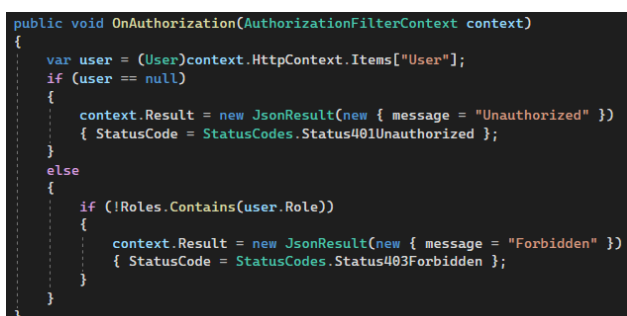 public void OnAuthorization(AuthorizationFilterContext context)
{
    var user = (User)context.HttpContext.Items["User"];
    if (user == null)
    {
        context.Result = new JsonResult(new { message = "Unauthorized" })
        { StatusCode = StatusCodes.Status401Unauthorized };
    }
    else
    {
        if (!Roles.Contains(user.Role))
        {
            context.Result = new JsonResult(new { message = "Forbidden" })
            { StatusCode = StatusCodes.Status403Forbidden };
        }
    }
}